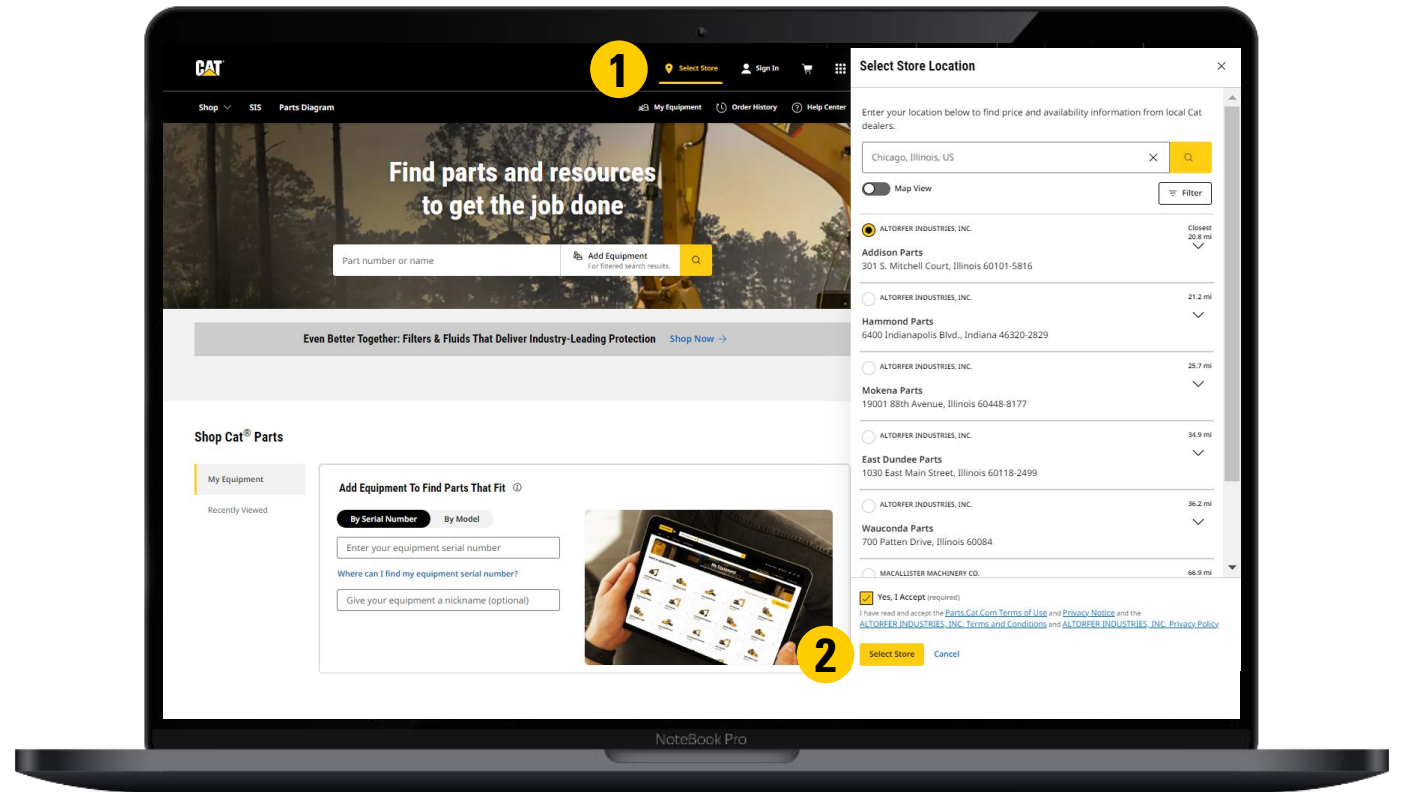 CAT
1
Select Store
Sign In
Shop
SIS
Parts Diagram
My Equipment
Order History
Help Center
Find parts and resources
to get the job done
Part number or name
Add Equipment
For filtered search results.
Even Better Together: Filters & Fluids That Deliver Industry-Leading Protection Shop Now →
Shop Cat® Parts
My Equipment
Recently Viewed
Add Equipment To Find Parts That Fit
By Serial Number
By Model
Enter your equipment serial number
Where can I find my equipment serial number?
Give your equipment a nickname (optional)
Select Store Location
Enter your location below to find price and availability information from local Cat
dealers.
Chicago, Illinois, US
Map View
Filter
ALTORFER INDUSTRIES, INC.
Closest
20.8 mi
Addison Parts
301 S. Mitchell Court, Illinois 60101-5816
ALTORFER INDUSTRIES, INC.
21.2 mi
Hammond Parts
6400 Indianapolis Blvd., Indiana 46320-2829
ALTORFER INDUSTRIES, INC.
25.7 mi
Mokena Parts
19001 88th Avenue, Illinois 60448-8177
ALTORFER INDUSTRIES, INC.
34.9 mi
East Dundee Parts
1030 East Main Street, Illinois 60118-2499
ALTORFER INDUSTRIES, INC.
36.2 mi
Wauconda Parts
700 Patten Drive, Illinois 60084
MACALLISTER MACHINERY CO.
66.9 mi
Yes, I Accept (required)
I have read and accept the Parts.Cat.Com Terms of Use and Privacy Notice and the
ALTORFER INDUSTRIES, INC. Terms and Conditions and ALTORFER INDUSTRIES, INC. Privacy Policy
2
Select Store
Cancel
NoteBook Pro